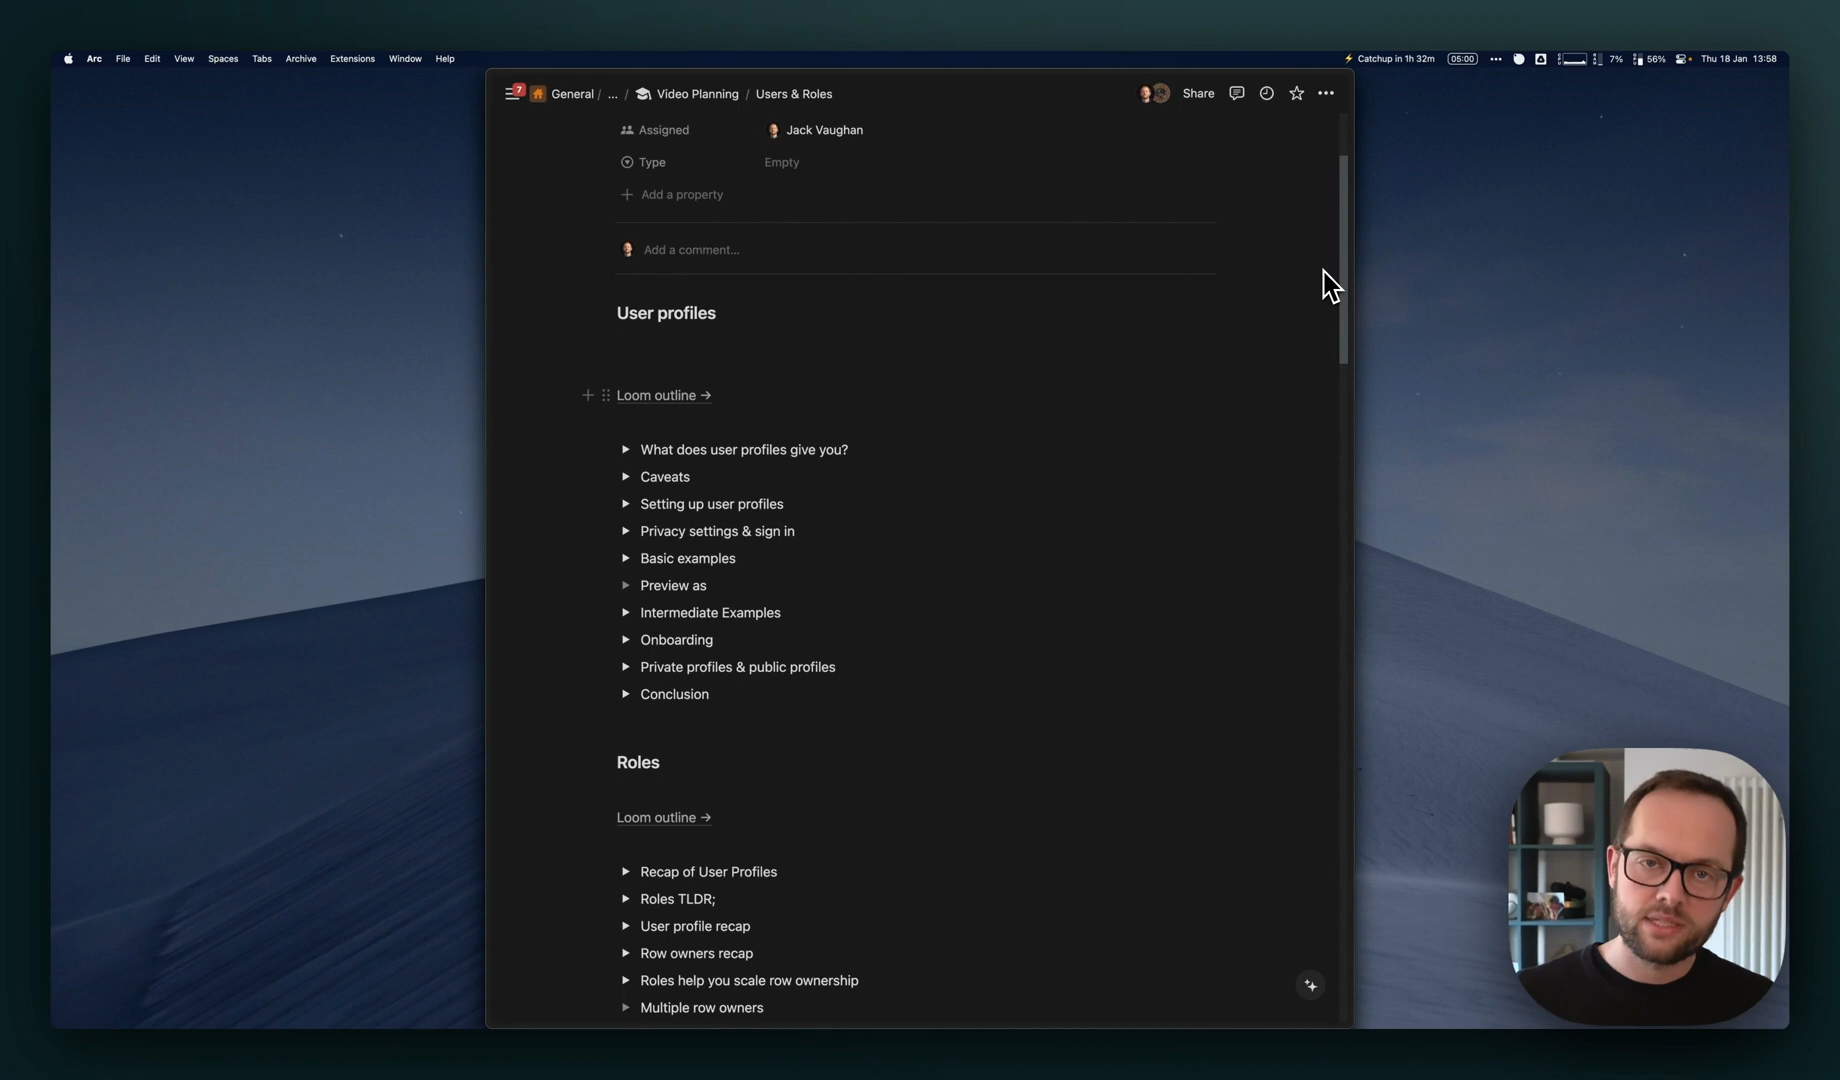 Arc File Edit View Spaces Tabs Archive Extensions Window Help
Catchup in 1h 32m 05:00 7% 56% Thu 18 Jan 13:58
7 General / ... / Video Planning / Users & Roles Share
Assigned Jack Vaughan
Type Empty
Add a property
Add a comment...
User profiles
Loom outline →
What does user profiles give you?
Caveats
Setting up user profiles
Privacy settings & sign in
Basic examples
Preview as
Intermediate Examples
Onboarding
Private profiles & public profiles
Conclusion
Roles
Loom outline →
Recap of User Profiles
Roles TLDR;
User profile recap
Row owners recap
Roles help you scale row ownership
Multiple row owners